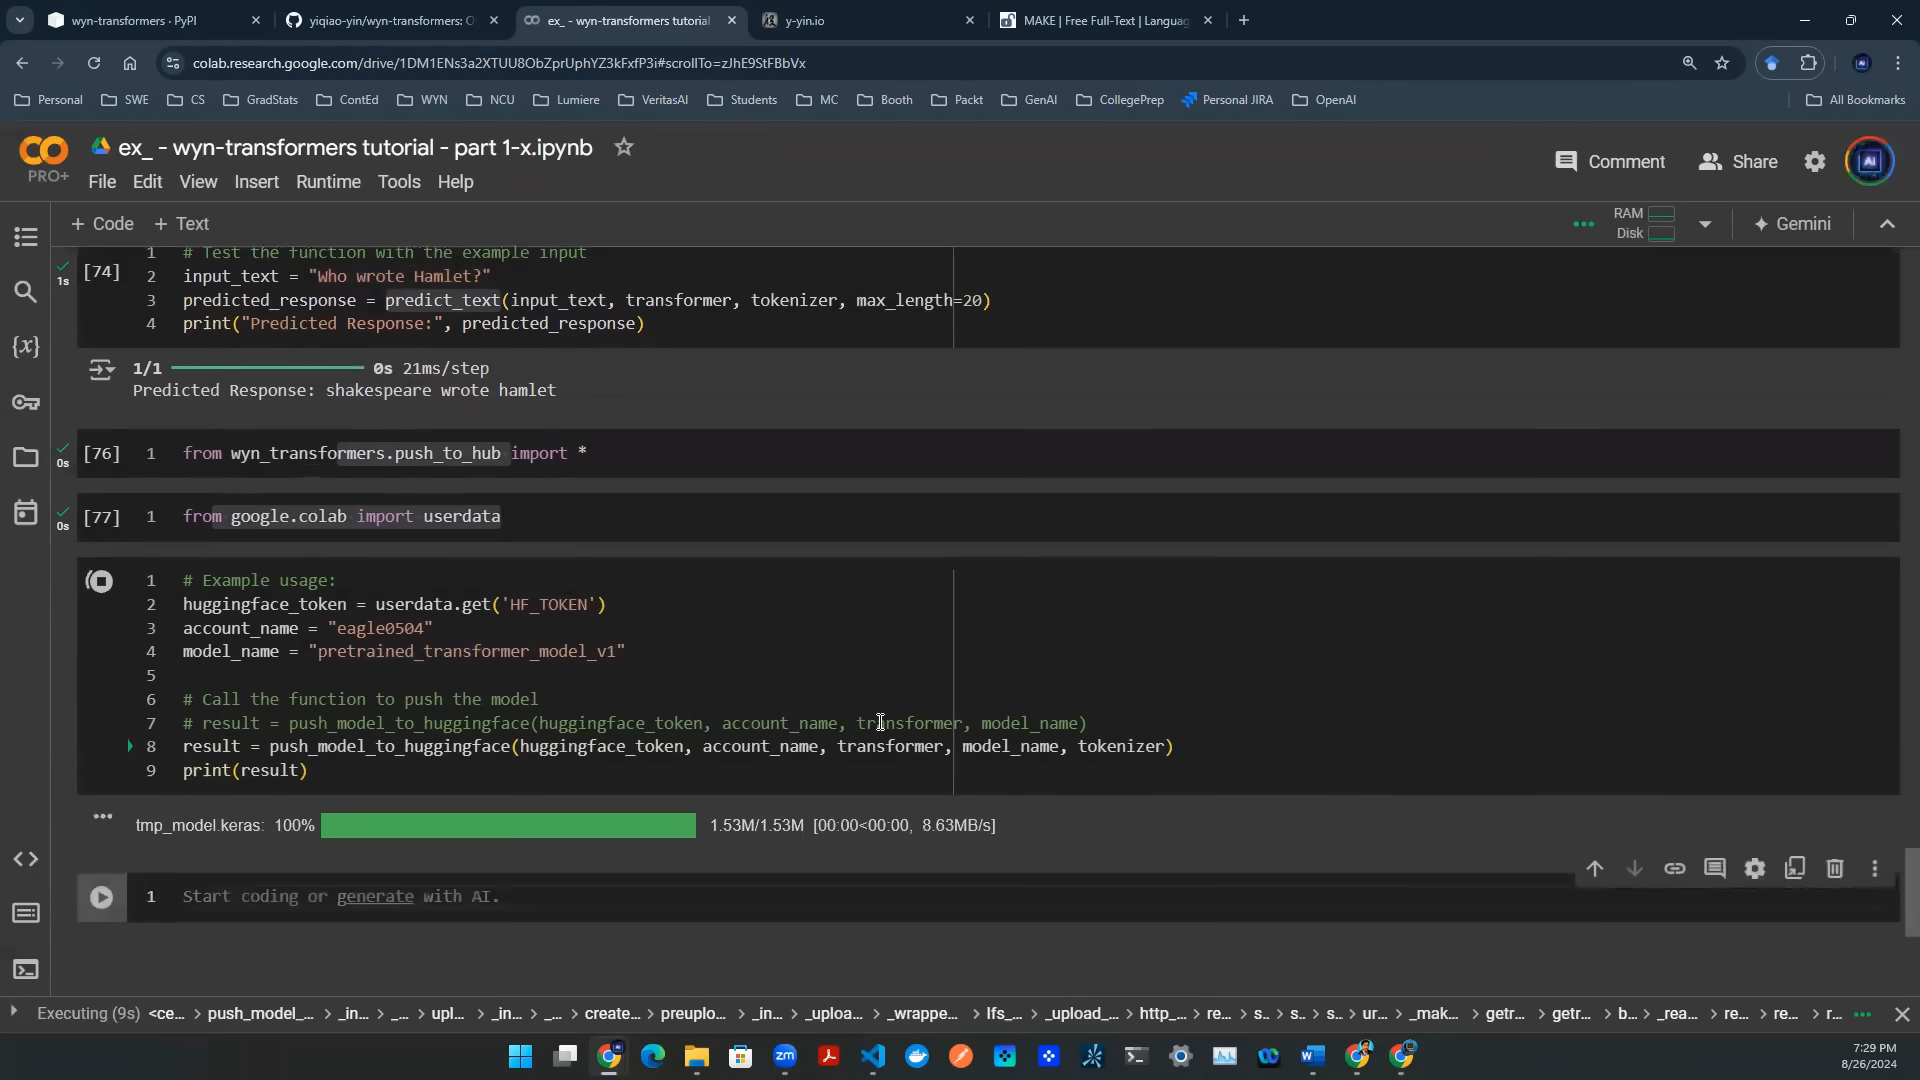 wyn-transformers · PyPI
yiqiao-yin/wyn-transformers: O
ex_ - wyn-transformers tutorial
y-yin.io
MAKE | Free Full-Text | Languag
colab.research.google.com/drive/1DM1ENs3a2XTUU8ObZprUphYZ3kFxfP3i#scrollTo=zJhE9StFBbVx
Personal
SWE
CS
GradStats
ContEd
WYN
NCU
Lumiere
VeritasAI
Students
MC
Booth
Packt
GenAI
CollegePrep
Personal JIRA
OpenAI
All Bookmarks
PRO+
ex_ - wyn-transformers tutorial - part 1-x.ipynb
Comment
Share
AI
File Edit View Insert Runtime Tools Help
+ Code + Text
RAM
Disk
Gemini
[74]
1s
1 # Test the function with the example input
2 input_text = "Who wrote Hamlet?"
3 predicted_response = predict_text(input_text, transformer, tokenizer, max_length=20)
4 print("Predicted Response:", predicted_response)
1/1 0s 21ms/step
Predicted Response: shakespeare wrote hamlet
0s [76] 1 from wyn_transformers.push_to_hub import *
0s [77] 1 from google.colab import userdata
1 # Example usage:
2 huggingface_token = userdata.get('HF_TOKEN')
3 account_name = "eagle0504"
4 model_name = "pretrained_transformer_model_v1"
5
6 # Call the function to push the model
7 # result = push_model_to_huggingface(huggingface_token, account_name, transformer, model_name)
8 result = push_model_to_huggingface(huggingface_token, account_name, transformer, model_name, tokenizer)
9 print(result)
tmp_model.keras: 100% 1.53M/1.53M [00:00<00:00, 8.63MB/s]
1 Start coding or generate with AI.
Executing (9s) <ce... > push_model_... > _in... > _... > upl... > _in... > _... > create... > preuplo... > _in... > _uploa... > _wrappe... > lfs_... > _upload_... > http_... > re... > s... > s... > s... > ur... > _mak... > getr... > getr... > b... > _rea... > re... > re... > r...
7:29 PM
8/26/2024